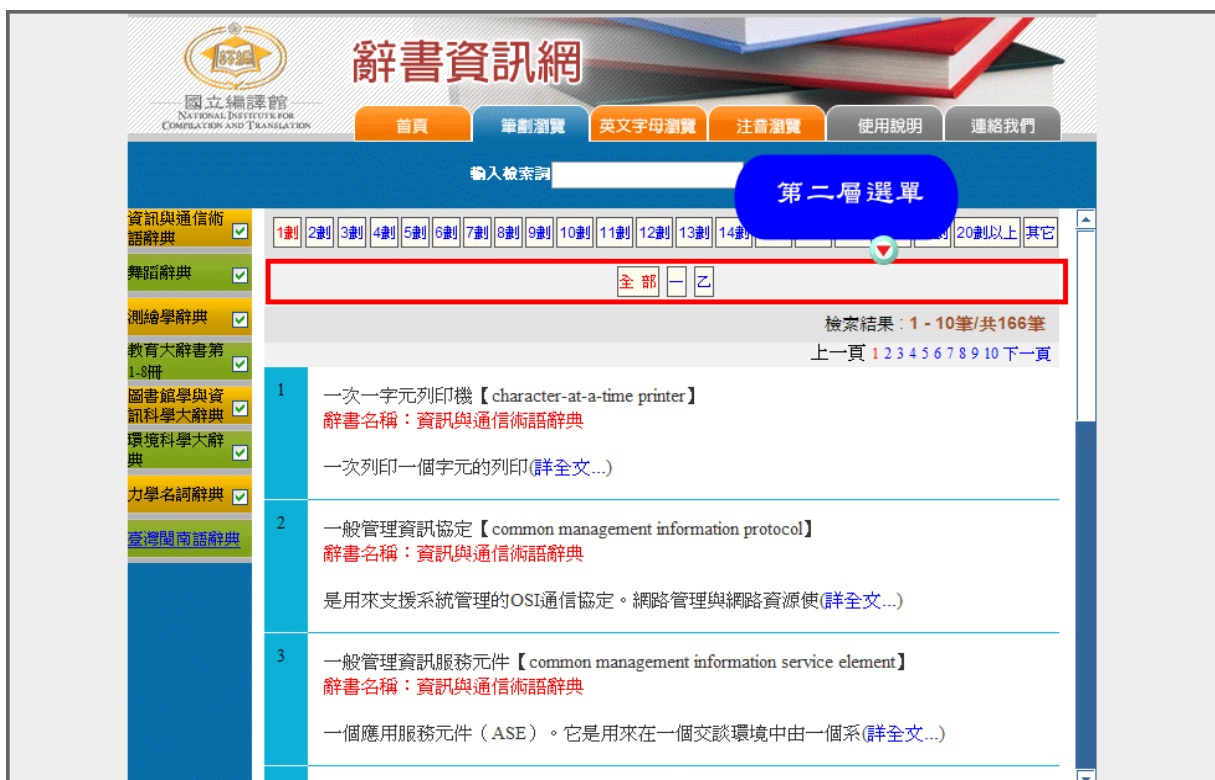 國立編譯館
NATIONAL INSTITUTE FOR
COMPILATION AND TRANSLATION
辭書資訊網
首頁 筆劃瀏覽 英文字母瀏覽 注音瀏覽 使用說明 連絡我們
輸入檢索詞
第二層選單
資訊與通信術
語辭典
舞蹈辭典
測繪學辭典
教育大辭書第
1-8冊
圖書館學與資
訊科學大辭典
環境科學大辭
典
力學名詞辭典
臺灣閩南語辭典
1劃 2劃 3劃 4劃 5劃 6劃 7劃 8劃 9劃 10劃 11劃 12劃 13劃 14劃 20劃以上 其它
全 部 一 乙
檢索結果：1 - 10筆/共166筆
上一頁 1 2 3 4 5 6 7 8 9 10 下一頁
1 一次一字元列印機【character-at-a-time printer】
辭書名稱：資訊與通信術語辭典
一次列印一個字元的列印(詳全文...)
2 一般管理資訊協定【common management information protocol】
辭書名稱：資訊與通信術語辭典
是用來支援系統管理的OSI通信協定。網路管理與網路資源使(詳全文...)
3 一般管理資訊服務元件【common management information service element】
辭書名稱：資訊與通信術語辭典
一個應用服務元件（ASE）。它是用來在一個交談環境中由一個系(詳全文...)